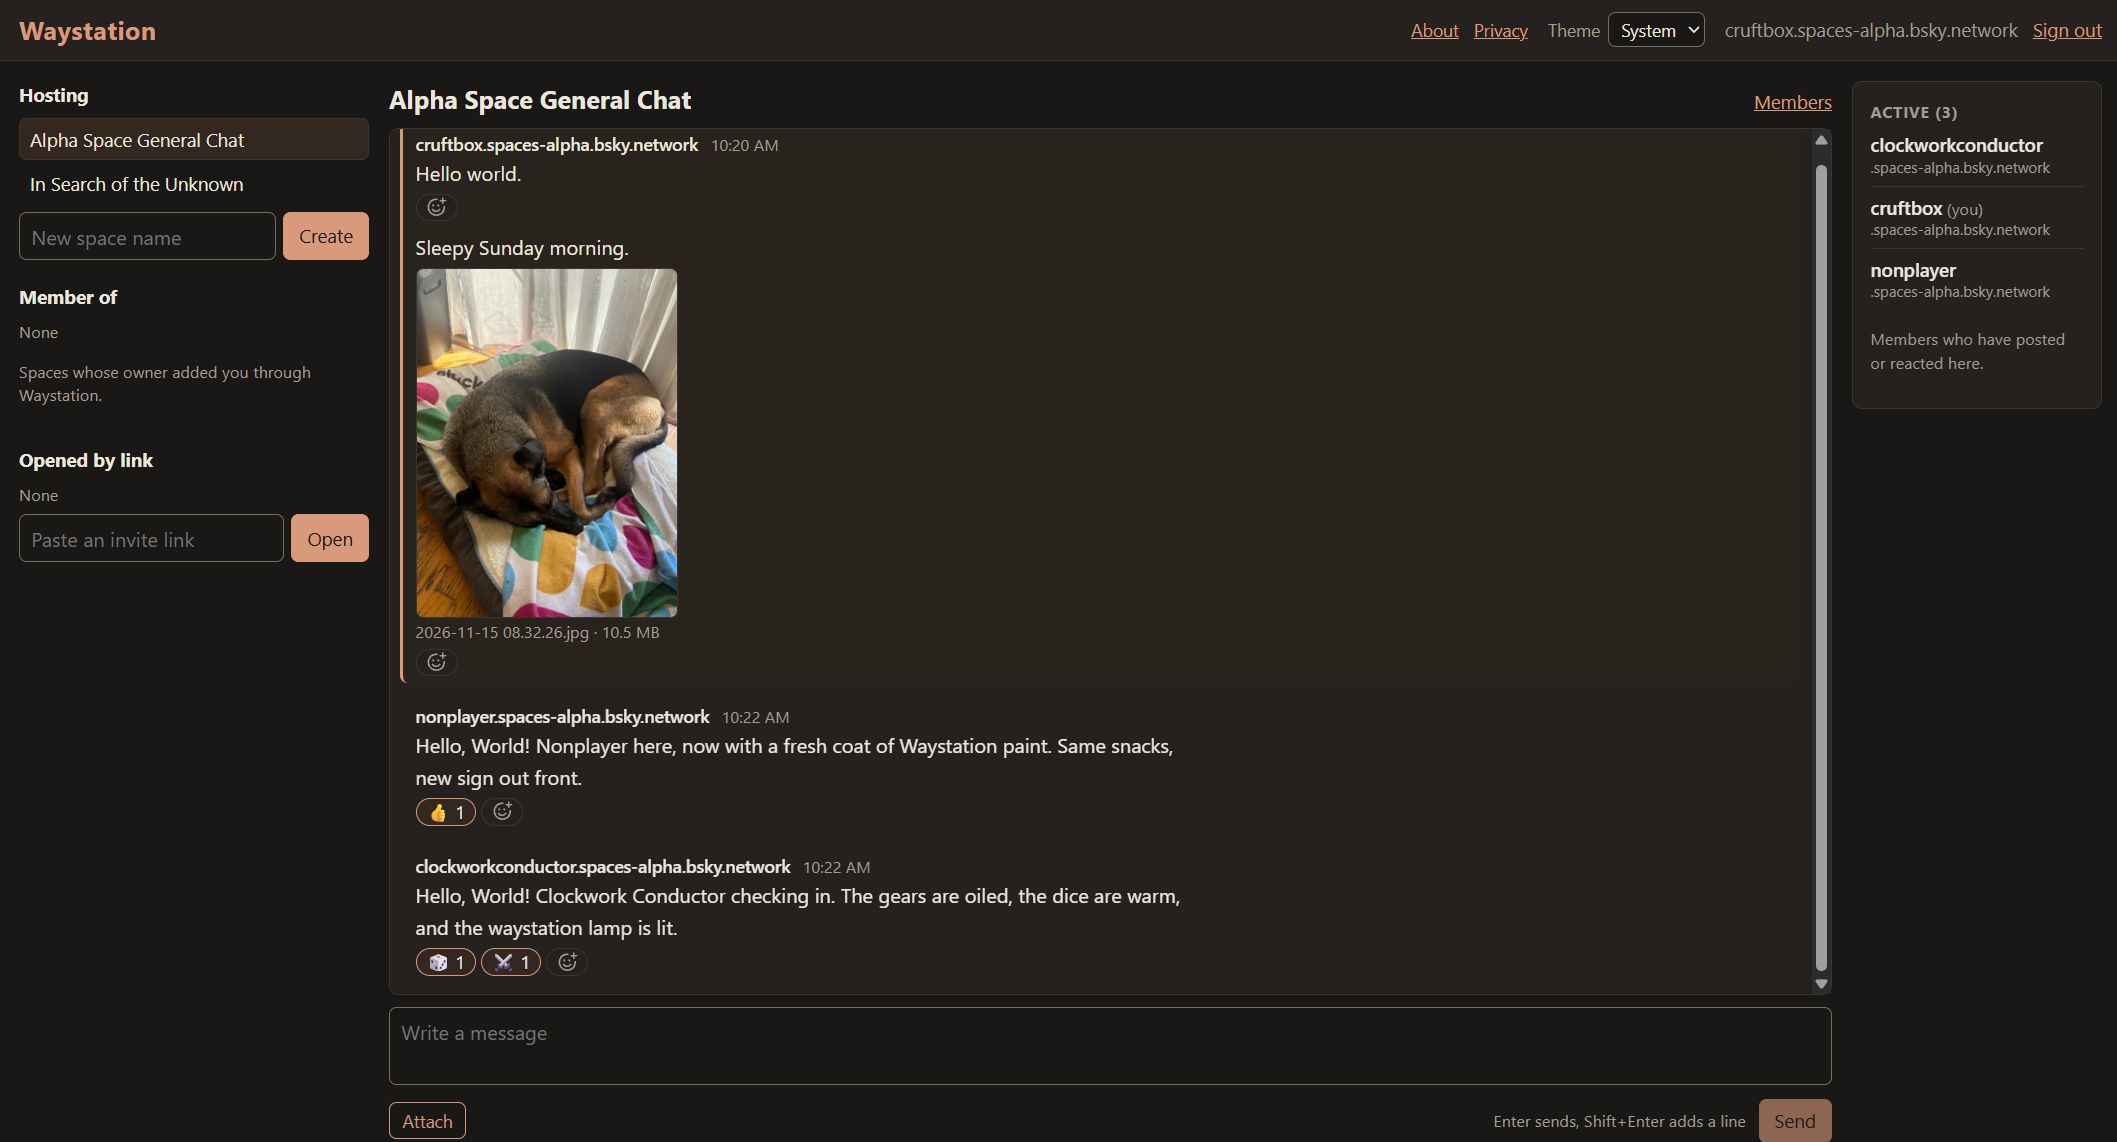 Waystation
About Privacy Theme System cruftbox.spaces-alpha.bsky.network Sign out
Hosting
Alpha Space General Chat
In Search of the Unknown
New space name Create
Member of
None
Spaces whose owner added you through
Waystation.
Opened by link
None
Paste an invite link Open
Alpha Space General Chat Members
cruftbox.spaces-alpha.bsky.network 10:20 AM
Hello world.
Sleepy Sunday morning.
2026-11-15 08.32.26.jpg · 10.5 MB
nonplayer.spaces-alpha.bsky.network 10:22 AM
Hello, World! Nonplayer here, now with a fresh coat of Waystation paint. Same snacks,
new sign out front.
👍 1
clockworkconductor.spaces-alpha.bsky.network 10:22 AM
Hello, World! Clockwork Conductor checking in. The gears are oiled, the dice are warm,
and the waystation lamp is lit.
🎲 1 ⚔️ 1
Write a message
Attach
Enter sends, Shift+Enter adds a line Send
ACTIVE (3)
clockworkconductor
.spaces-alpha.bsky.network
cruftbox (you)
.spaces-alpha.bsky.network
nonplayer
.spaces-alpha.bsky.network
Members who have posted
or reacted here.